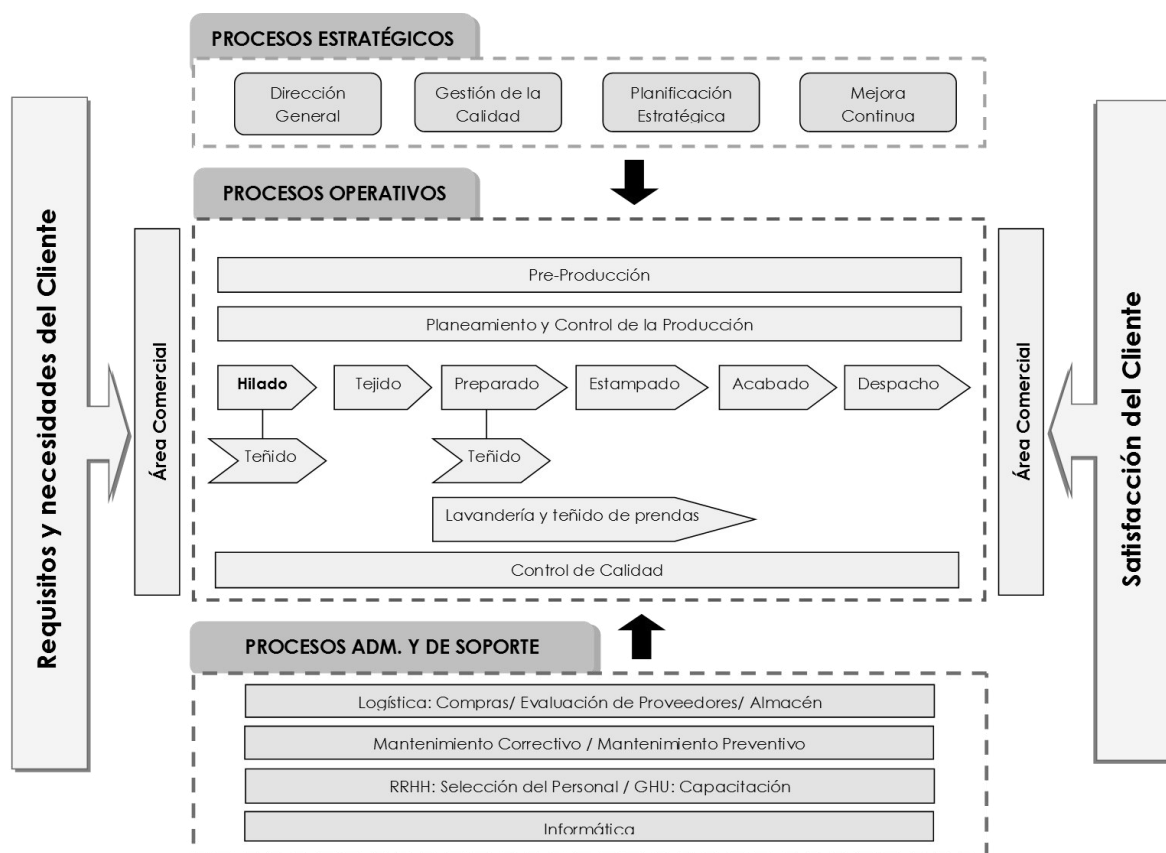 PROCESOS ESTRATÉGICOS
Dirección
General
Gestión de la
Calidad
Planificación
Estratégica
Mejora
Continua
Requisitos y necesidades del Cliente
Área Comercial
PROCESOS OPERATIVOS
Pre-Producción
Planeamiento y Control de la Producción
Hilado
Tejido
Preparado
Estampado
Acabado
Despacho
Teñido
Teñido
Lavandería y teñido de prendas
Control de Calidad
Área Comercial
Satisfacción del Cliente
PROCESOS ADM. Y DE SOPORTE
Logística: Compras/ Evaluación de Proveedores/ Almacén
Mantenimiento Correctivo / Mantenimiento Preventivo
RRHH: Selección del Personal / GHU: Capacitación
Informática